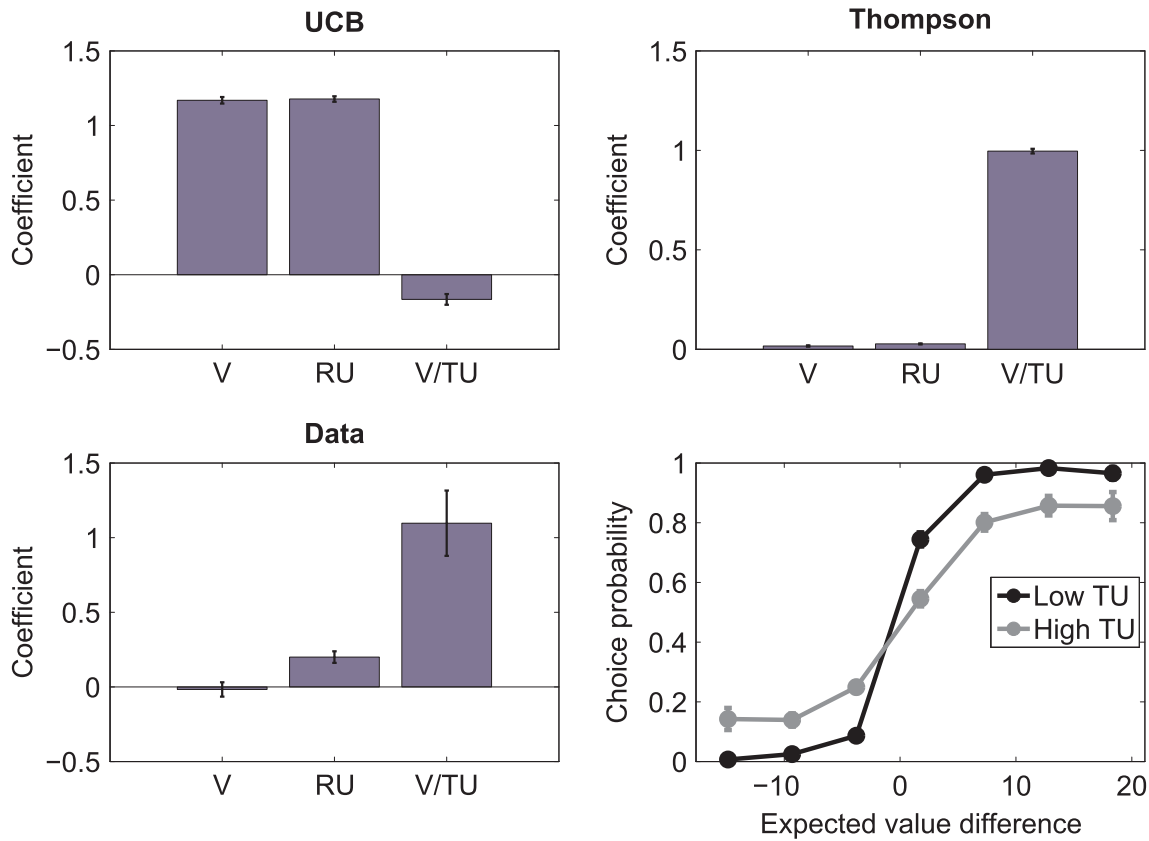 UCB
1.5
1
0.5
0
−0.5
Coefficient
V RU V/TU
Thompson
1.5
1
0.5
0
Coefficient
V RU V/TU
Data
1.5
1
0.5
0
−0.5
Coefficient
V RU V/TU
1
0.8
0.6
0.4
0.2
0
Choice probability
Low TU
High TU
−10 0 10 20
Expected value difference